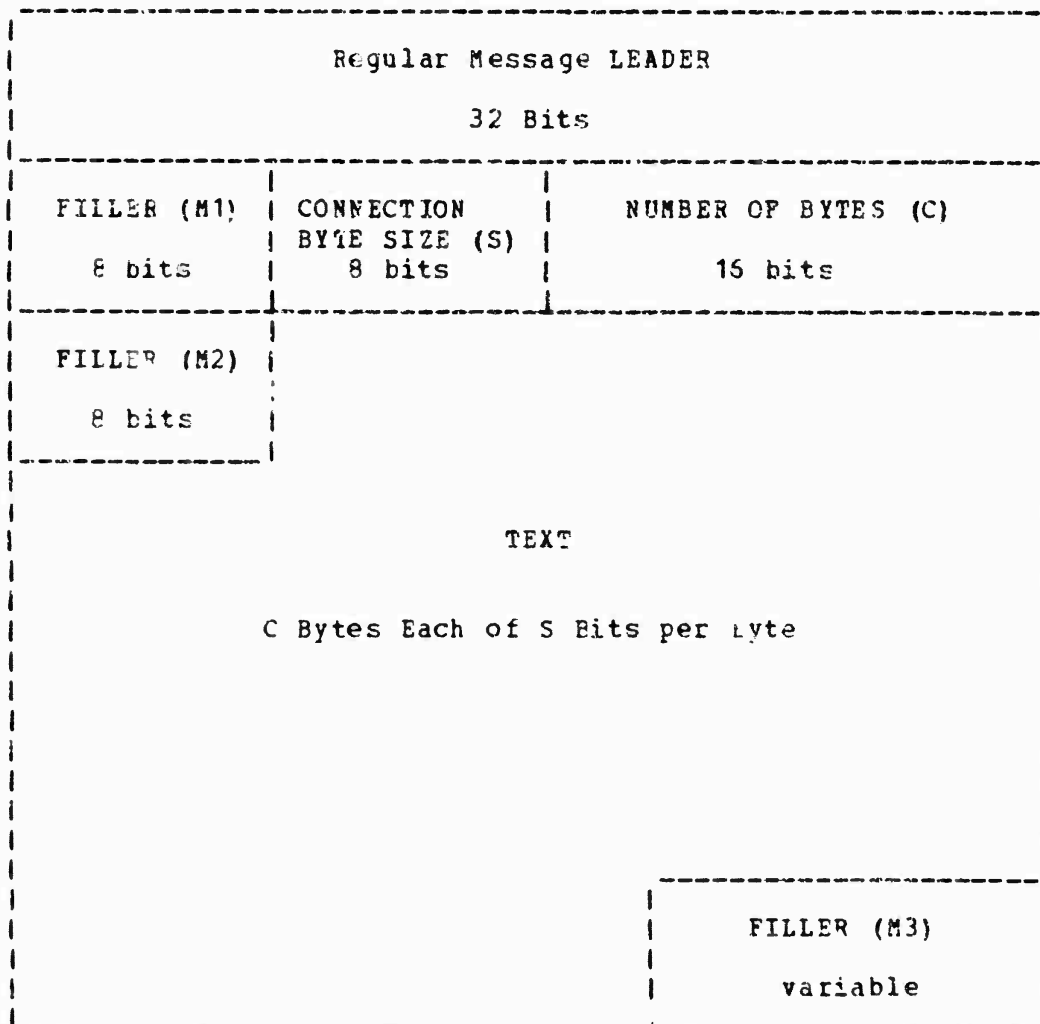 Regular Message LEADER
32 Bits
FILLER (M1)
CONNECTION
NUMBER OF BYTES (C)
BYTE SIZE (S)
8 bits
8 bits
16 bits
FILLER (M2)
8 bits
TEXT
C Bytes Each of S Bits per byte
FILLER (M3)
variable